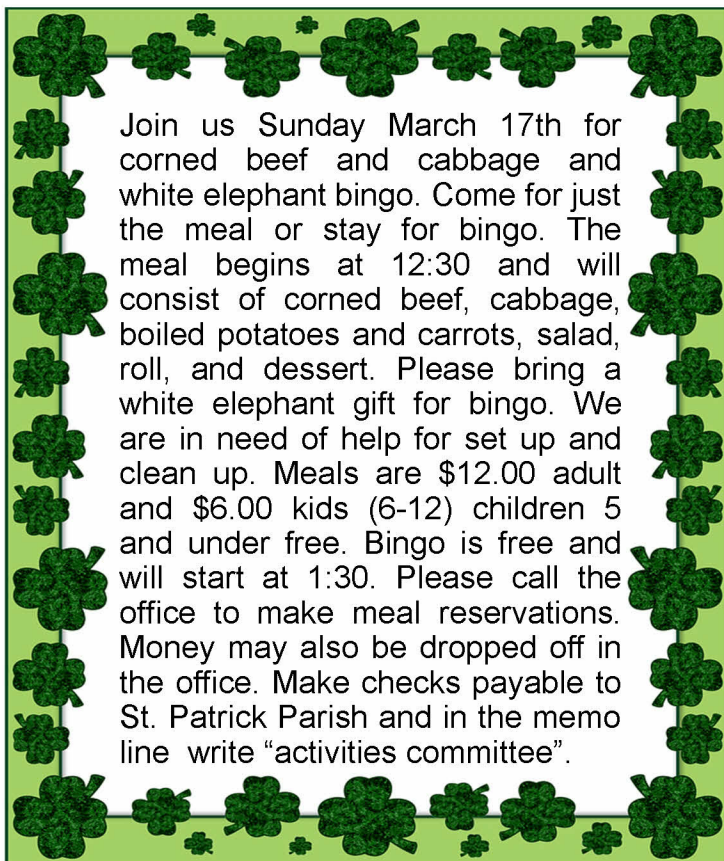 Join us Sunday March 17th for
corned beef and cabbage and
white elephant bingo. Come for just
the meal or stay for bingo. The
meal begins at 12:30 and will
consist of corned beef, cabbage,
boiled potatoes and carrots, salad,
roll, and dessert. Please bring a
white elephant gift for bingo. We
are in need of help for set up and
clean up. Meals are $12.00 adult
and $6.00 kids (6-12) children 5
and under free. Bingo is free and
will start at 1:30. Please call the
office to make meal reservations.
Money may also be dropped off in
the office. Make checks payable to
St. Patrick Parish and in the memo
line  write “activities committee”.